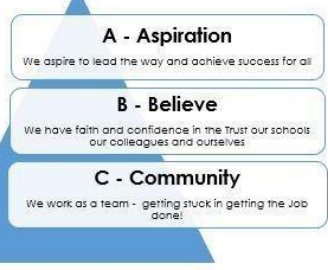 A - Aspiration
We aspire to lead the way and achieve success for all
B - Believe
We have faith and confidence in the Trust our schools
our colleagues and ourselves
C - Community
We work as a team - getting stuck in getting the Job
done!